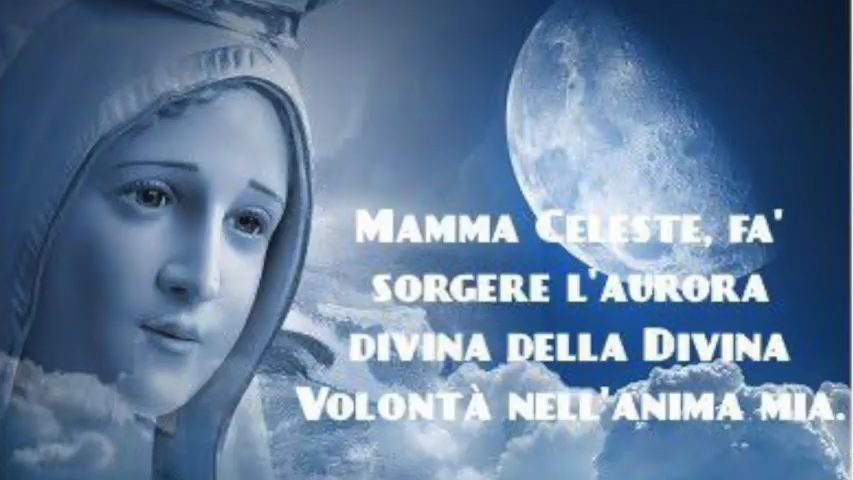 Mamma Celeste, fa'
sorgere l'aurora
divina della Divina
Volontà nell'anima mia.